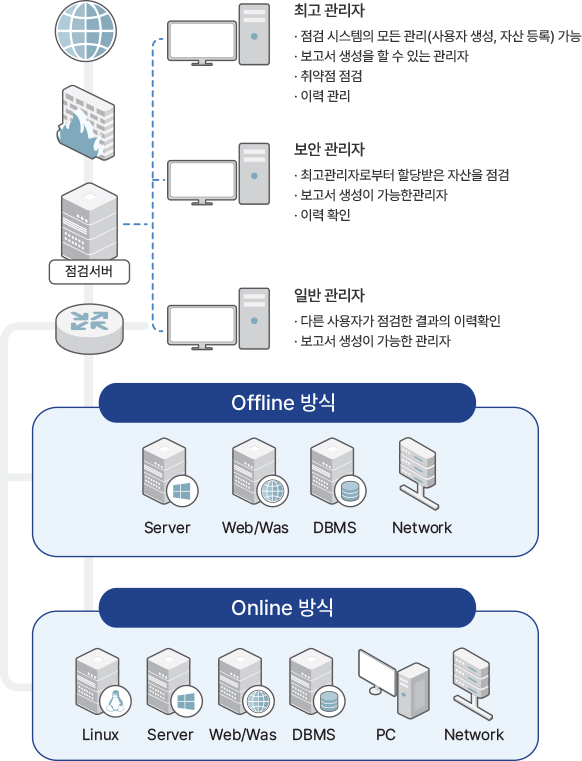 최고 관리자
· 점검 시스템의 모든 관리(사용자 생성, 자산 등록) 가능
· 보고서 생성을 할 수 있는 관리자
· 취약점 점검
· 이력 관리
보안 관리자
· 최고관리자로부터 할당받은 자산을 점검
· 보고서 생성이 가능한관리자
· 이력 확인
점검서버
일반 관리자
· 다른 사용자가 점검한 결과의 이력확인
· 보고서 생성이 가능한 관리자
Offline 방식
Server Web/Was DBMS Network
Online 방식
Linux Server Web/Was DBMS PC Network